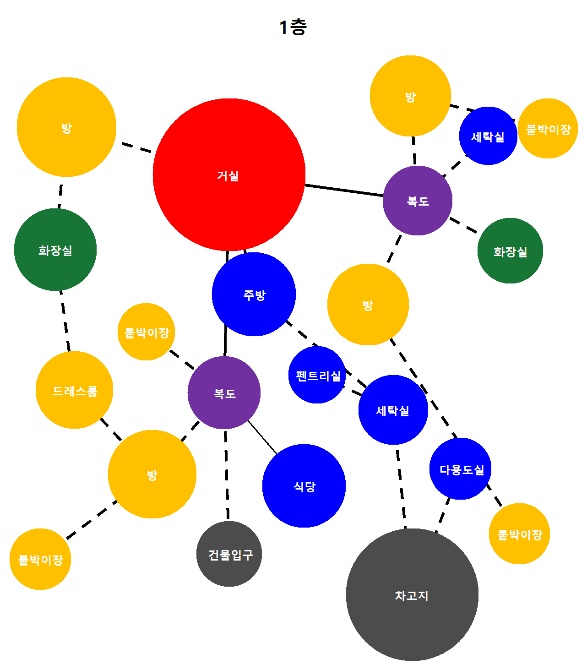 1층
방
방
세탁실
붙박이장
거실
복도
화장실
화장실
주방
방
붙박이장
펜트리실
드레스룸
복도
세탁실
방
식당
다용도실
붙박이장
건물입구
붙박이장
차고지